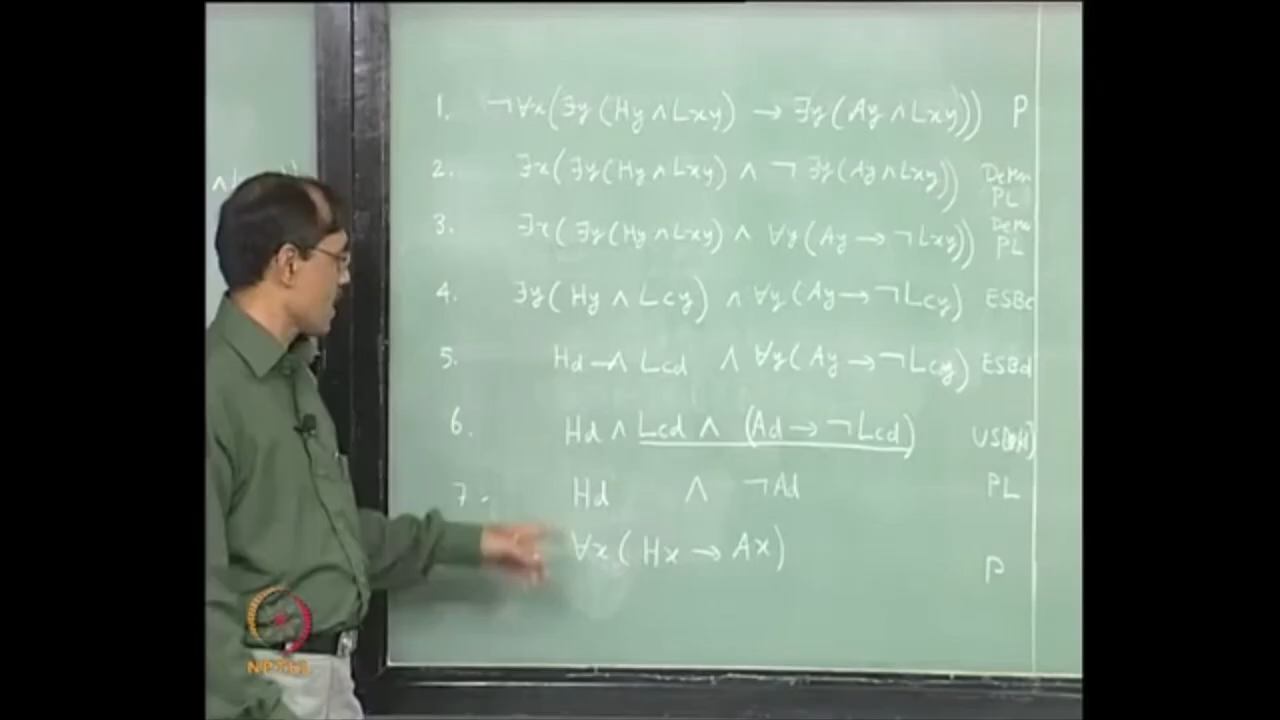 1. ¬∀x(∃y(Hy ∧ Lxy) → ∃y(Ay ∧ Lxy)) P
2. ∃x(∃y(Hy ∧ Lxy) ∧ ¬∃y(Ay ∧ Lxy))
PL
3. ∃x(∃y(Hy ∧ Lxy) ∧ ∀y(Ay → ¬Lxy))
PL
4. ∃y(Hy ∧ Lcy) ∧ ∀y(Ay → ¬Lcy) ESBc
5. Hd ∧ Lcd ∧ ∀y(Ay → ¬Lcy) ESBd
6. Hd ∧ Lcd ∧ (Ad → ¬Lcd)
7. Hd ∧ ¬Ad PL
∀x(Hx → Ax) P
NPTEL